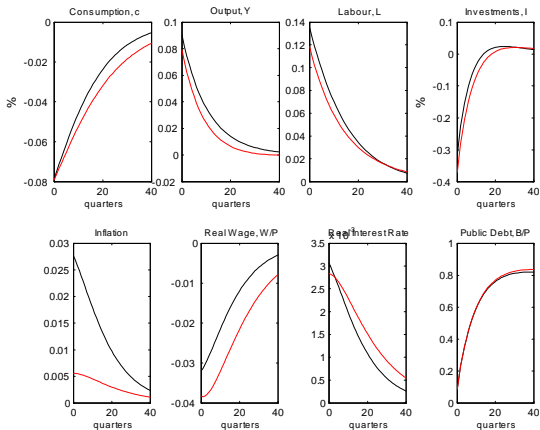 Consumption, c
Output, Y
Labour, L
Investments, I
0
-0.02
-0.04
-0.06
-0.08
%
0 20 40
quarters
0.1
0.08
0.06
0.04
0.02
0
-0.02
0 20 40
quarters
0.14
0.12
0.1
0.08
0.06
0.04
0.02
0
0 20 40
quarters
0.1
0
-0.1
-0.2
-0.3
-0.4
%
0 20 40
quarters
Inflation
Real Wage, W/P
Real Interest Rate
Public Debt, B/P
0.03
0.025
0.02
0.015
0.01
0.005
0
0 20 40
quarters
0
-0.01
-0.02
-0.03
-0.04
0 20 40
quarters
3.5
3
2.5
2
1.5
1
0.5
0
0 20 40
quarters
1
0.8
0.6
0.4
0.2
0
0 20 40
quarters